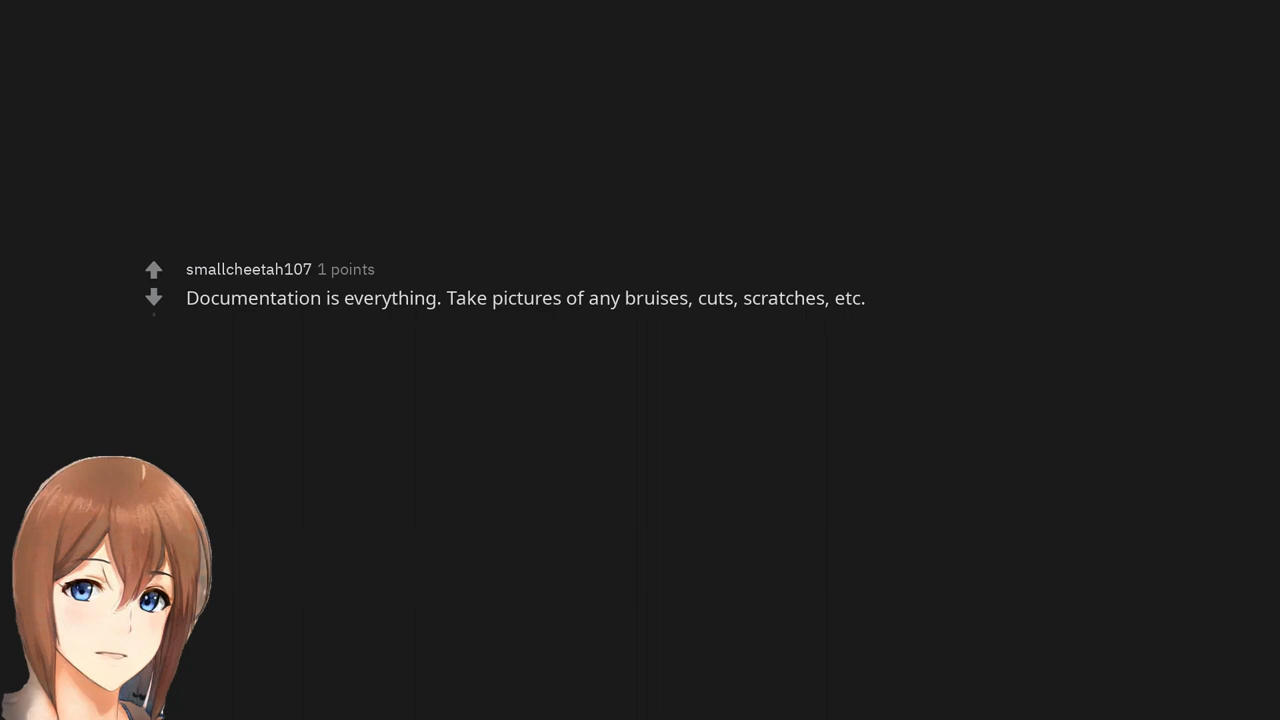 smallcheetah107 1 points
Documentation is everything. Take pictures of any bruises, cuts, scratches, etc.